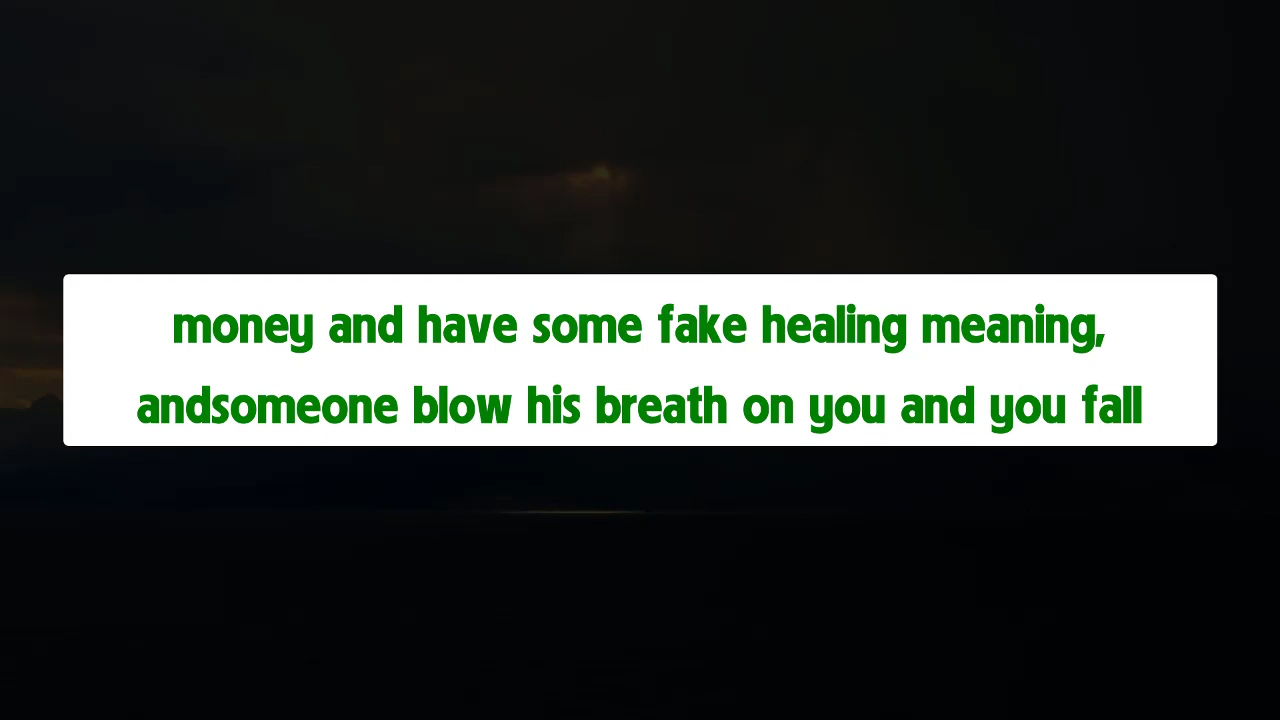 money and have some fake healing meaning,
andsomeone blow his breath on you and you fall